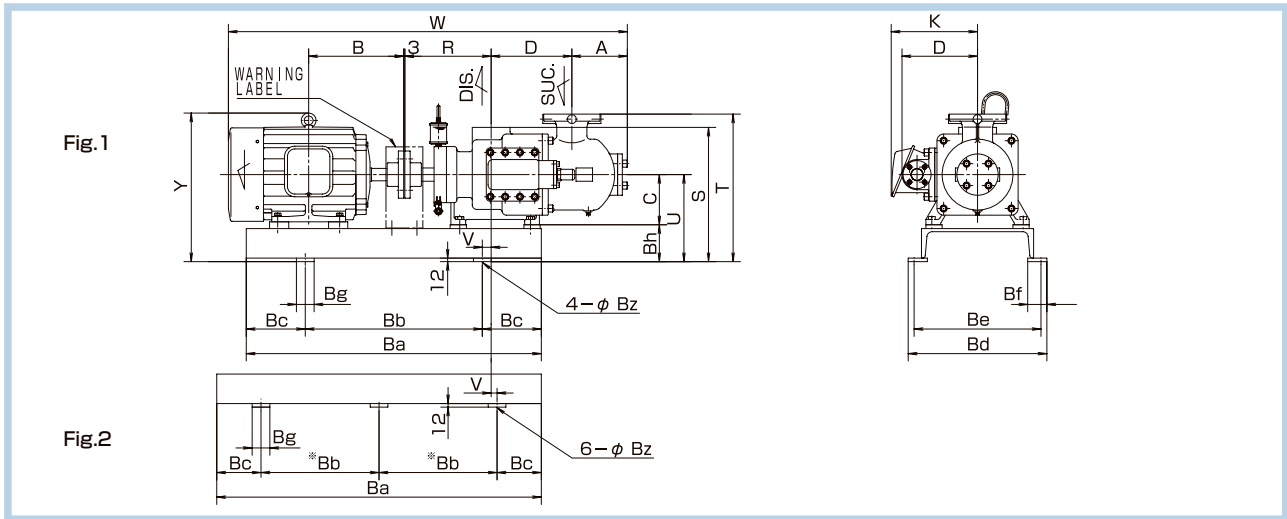 W
K
B
3
R
D
A
D
WARNING
LABEL
DIS.
SUC.
Fig.1
Y
C
U
S
T
Bh
V
12
Bg
4-φ Bz
Bf
Bc
Bb
Bc
Be
Ba
Bd
V
12
Fig.2
Bg
6-φ Bz
Bc
※Bb
※Bb
Bc
Ba